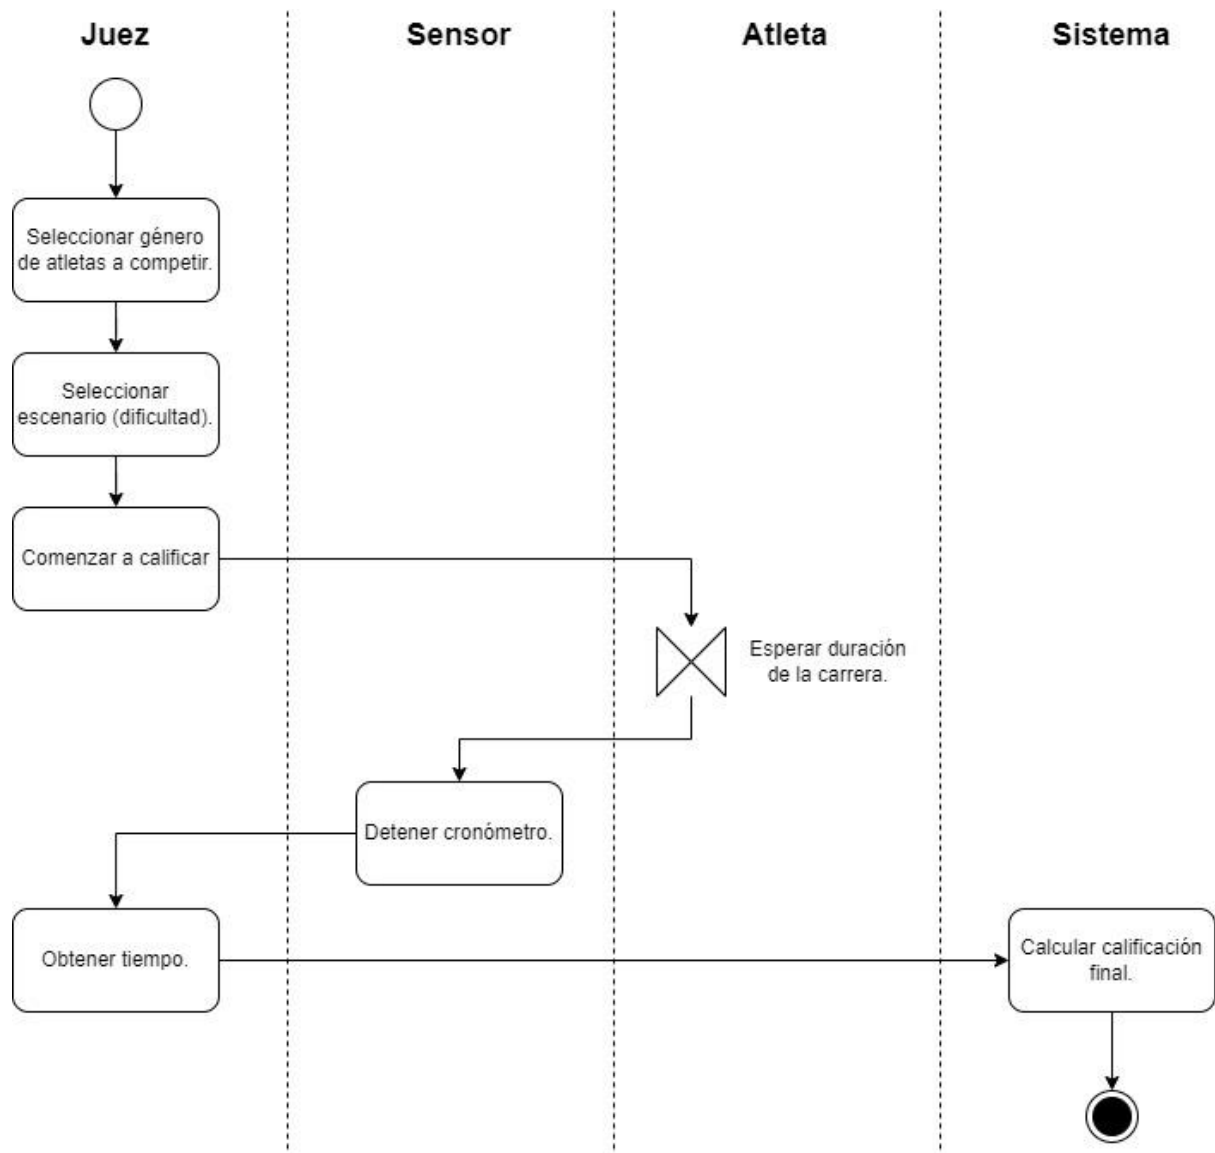 Juez
Sensor
Atleta
Sistema
Seleccionar género
de atletas a competir.
Seleccionar
escenario (dificultad).
Comenzar a calificar
Esperar duración
de la carrera.
Detener cronómetro.
Obtener tiempo.
Calcular calificación
final.